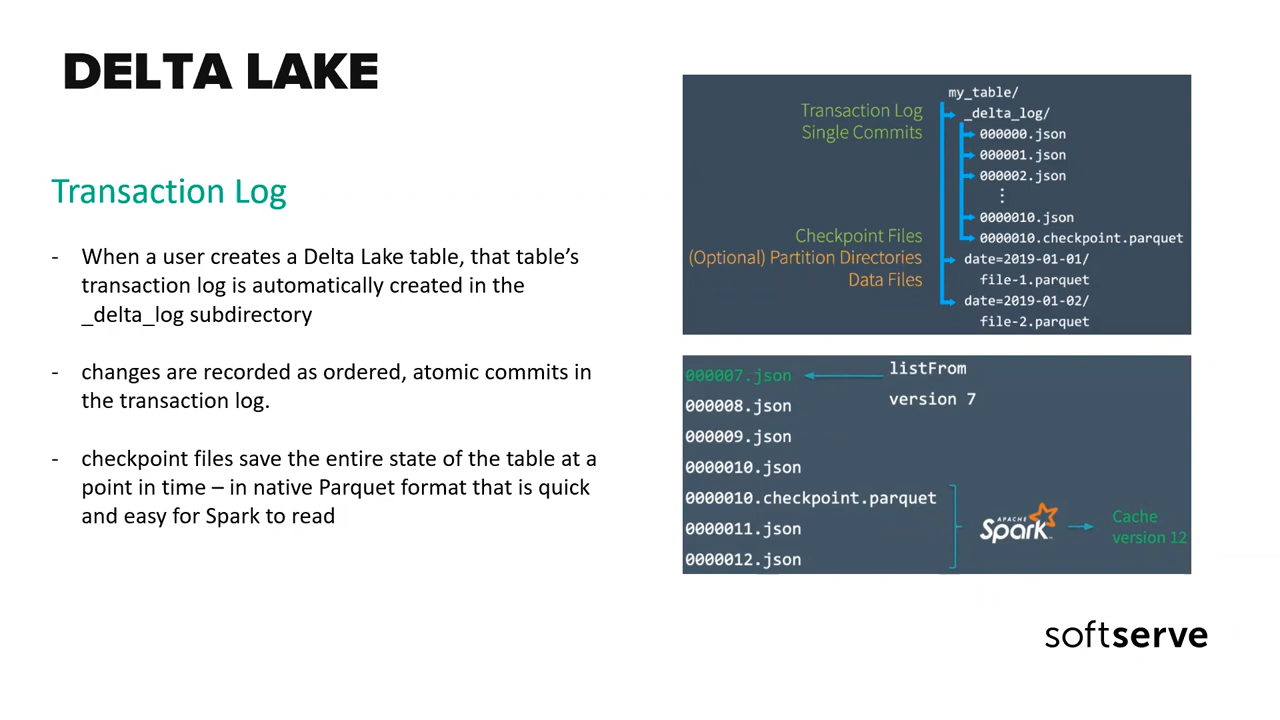 DELTA LAKE
Transaction Log
- When a user creates a Delta Lake table, that table’s
transaction log is automatically created in the
_delta_log subdirectory
- changes are recorded as ordered, atomic commits in
the transaction log.
- checkpoint files save the entire state of the table at a
point in time – in native Parquet format that is quick
and easy for Spark to read
Transaction Log
Single Commits
Checkpoint Files
(Optional) Partition Directories
Data Files
my_table/
_delta_log/
000000.json
000001.json
000002.json
⋮
0000010.json
0000010.checkpoint.parquet
date=2019-01-01/
file-1.parquet
date=2019-01-02/
file-2.parquet
000007.json
000008.json
000009.json
0000010.json
0000010.checkpoint.parquet
0000011.json
0000012.json
listFrom
version 7
APACHE
Spark™
Cache
version 12
softserve